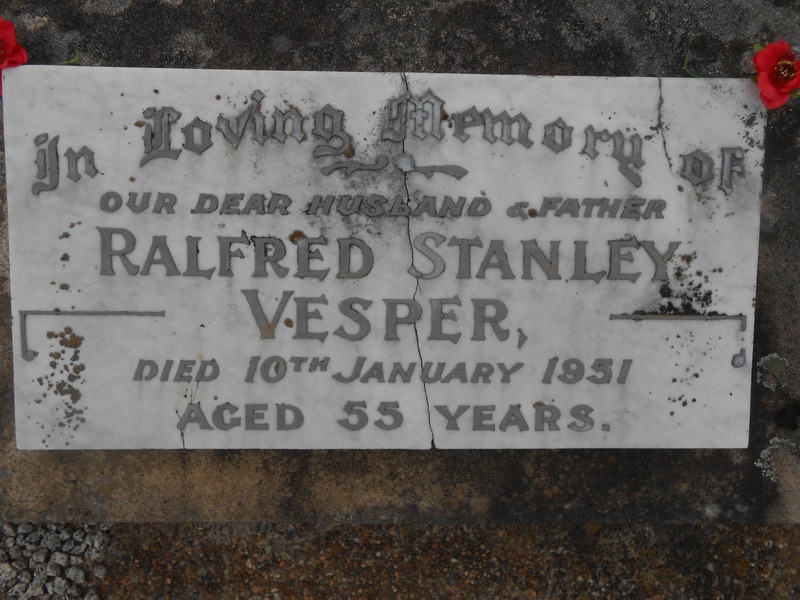 In Loving Memory of
OUR DEAR HUSBAND & FATHER
RALFRED STANLEY
VESPER,
DIED 10TH JANUARY 1951
AGED 55 YEARS.